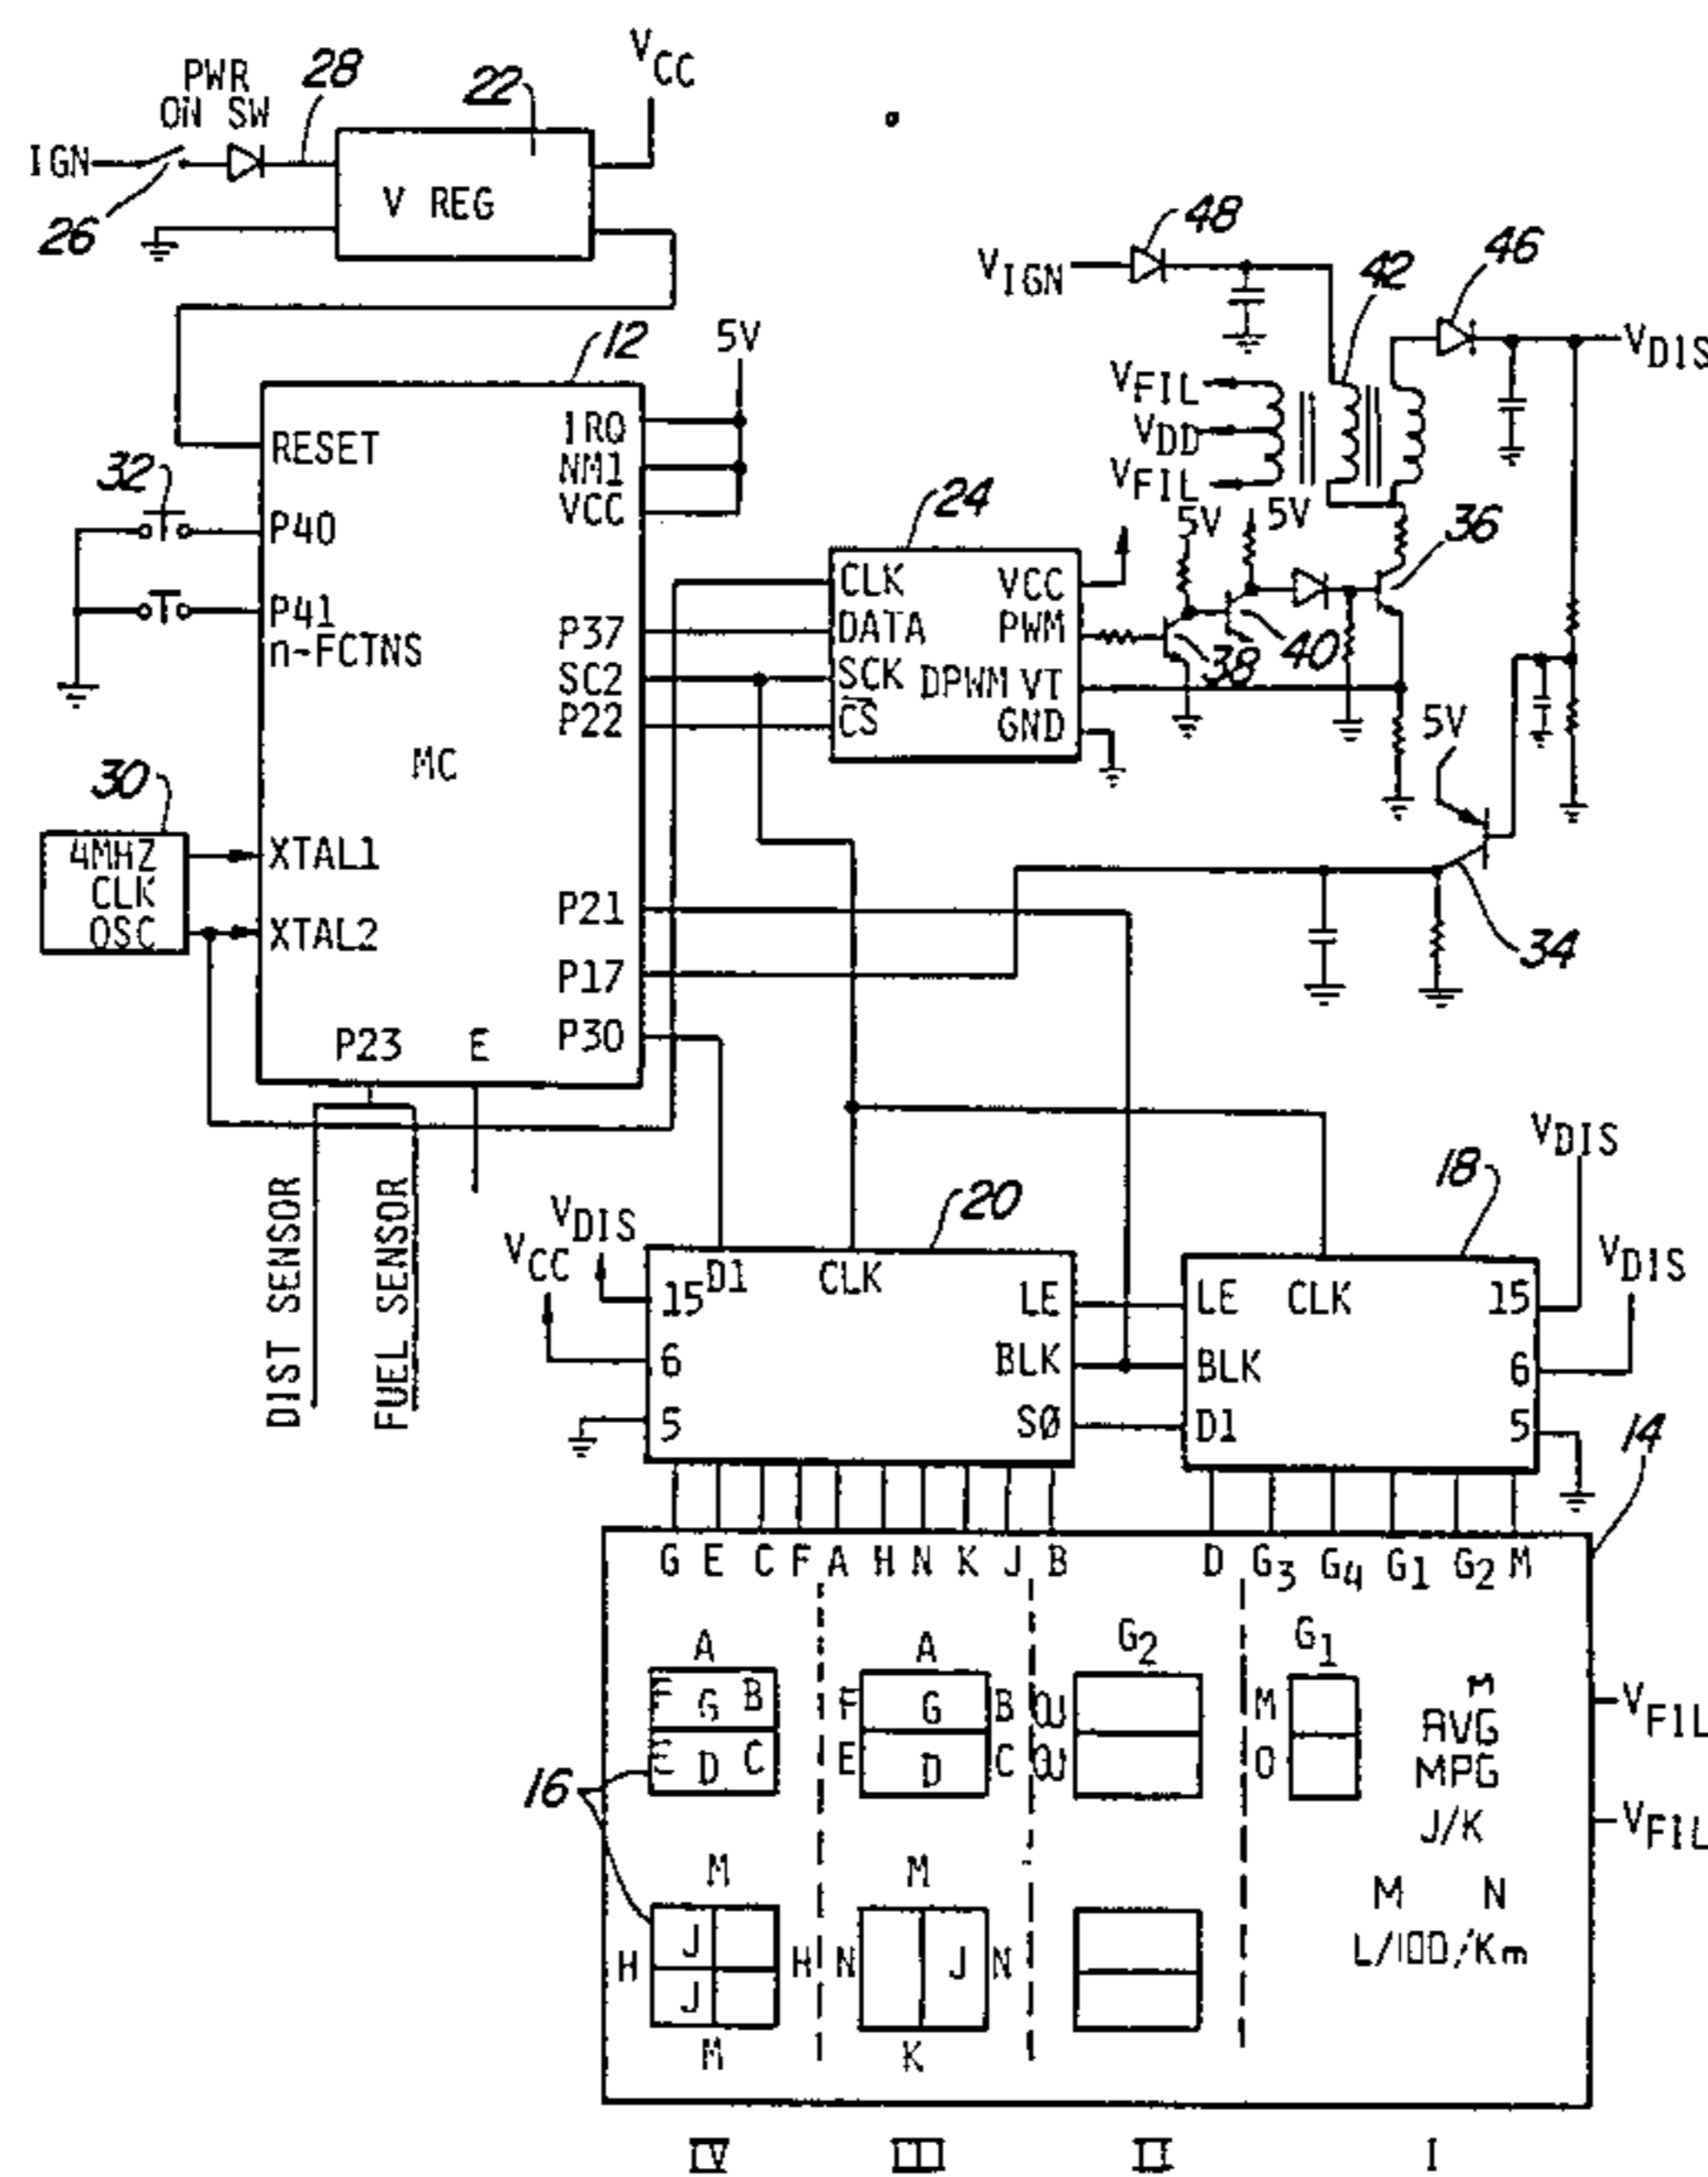 PWR
ON SW
28
22
VCC
IGN
26
V REG
48
46
VIGN
42
VDIS
12
5V
VFIL
VDD
VFIL
RESET
IRQ
NMI
VCC
32
P40
P41
n-FCTNS
24
5V
5V
36
CLK
DATA
SCK
CS
VCC
PWM
DPWM VT
GND
P37
SC2
P22
38
40
5V
MC
30
4MHZ
CLK
OSC
XTAL1
XTAL2
P21
P17
P30
34
P23
E
DIST SENSOR
FUEL SENSOR
VDIS
VCC
20
18
VDIS
VDIS
D1
CLK
15
6
5
LE
BLK
SØ
LE
BLK
D1
CLK
15
6
5
14
G E C F A H N K J B
D G3 G4 G1 G2 M
A
F G B
E D C
A
F G B
E D C
G2
G1
M
O
M
AVG
MPG
J/K
VFIL
VFIL
16
M
H J H
J
M
M
N J N
K
M N
L/100/Km
IV III II I